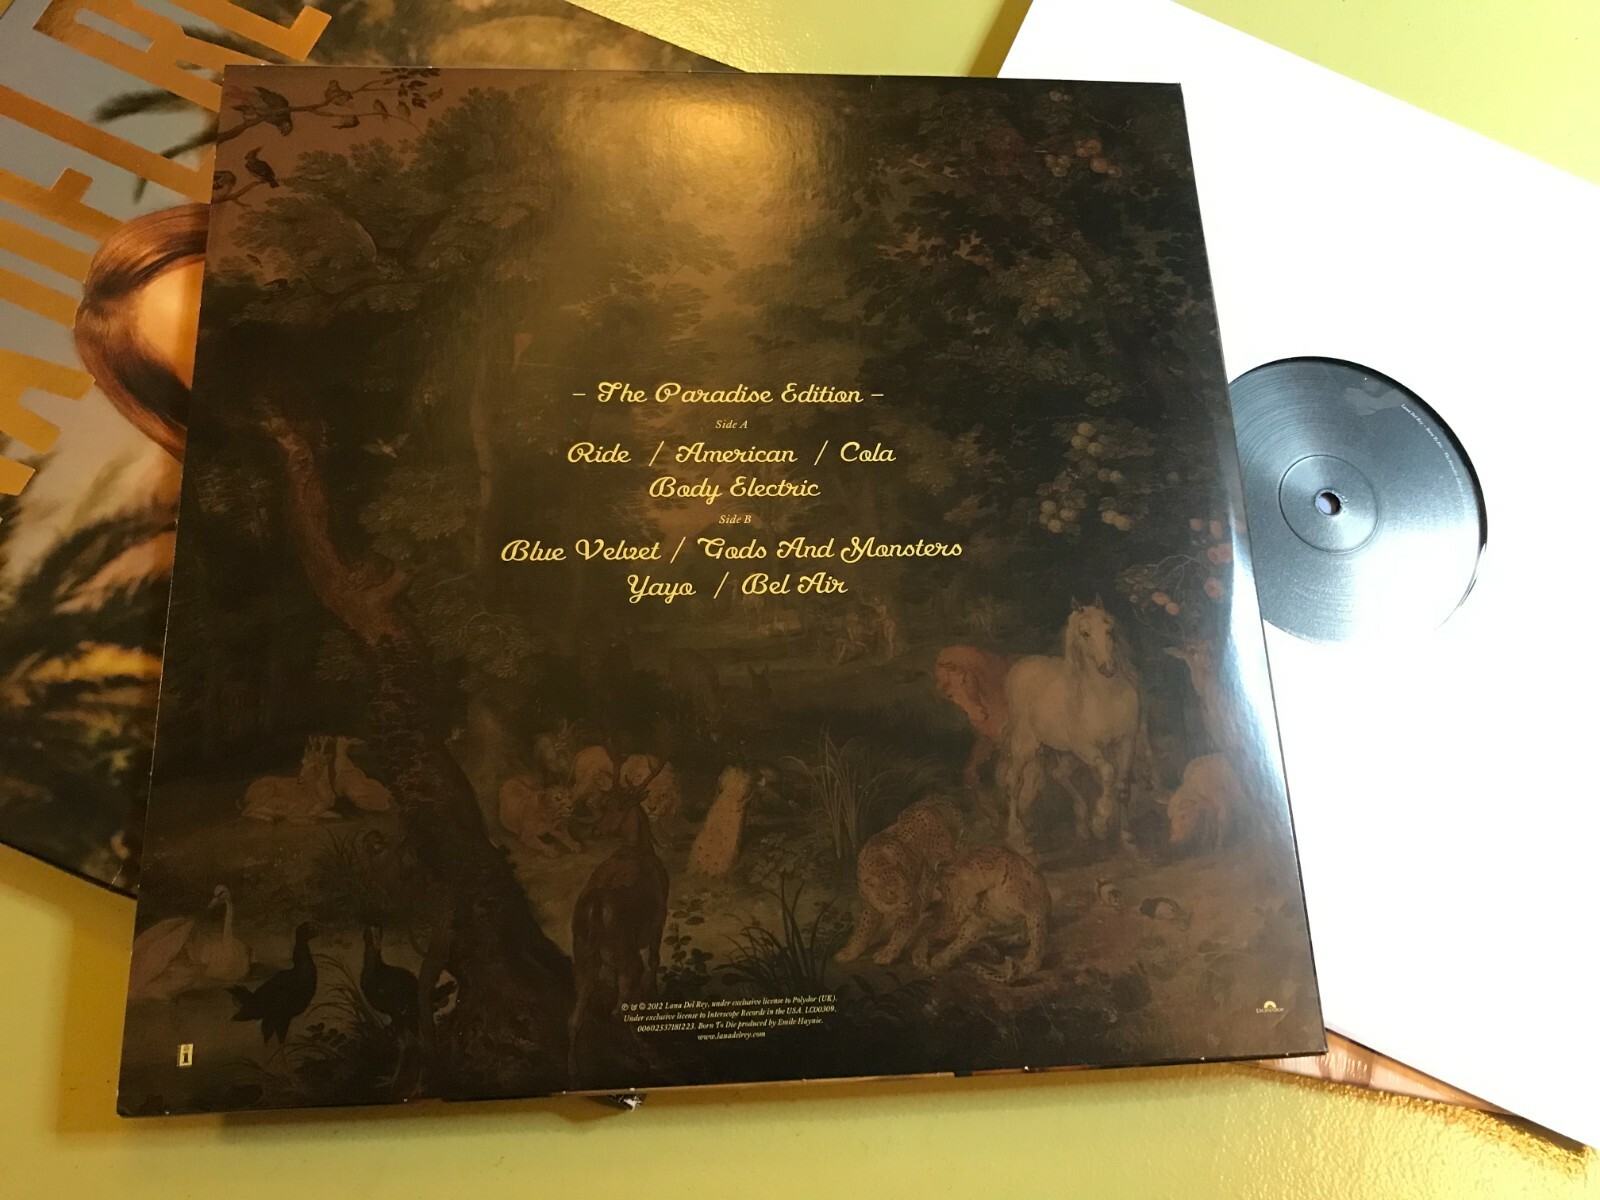 – The Paradise Edition –
Side A
Ride / American / Cola
Body Electric
Side B
Blue Velvet / Gods And Monsters
Yayo / Bel Air
℗ & © 2012 Lana Del Rey, under exclusive license to Polydor (UK).
Under exclusive license to Interscope Records in the USA. LC00309.
00602537181223. Born To Die produced by Emile Haynie.
www.lanadelrey.com